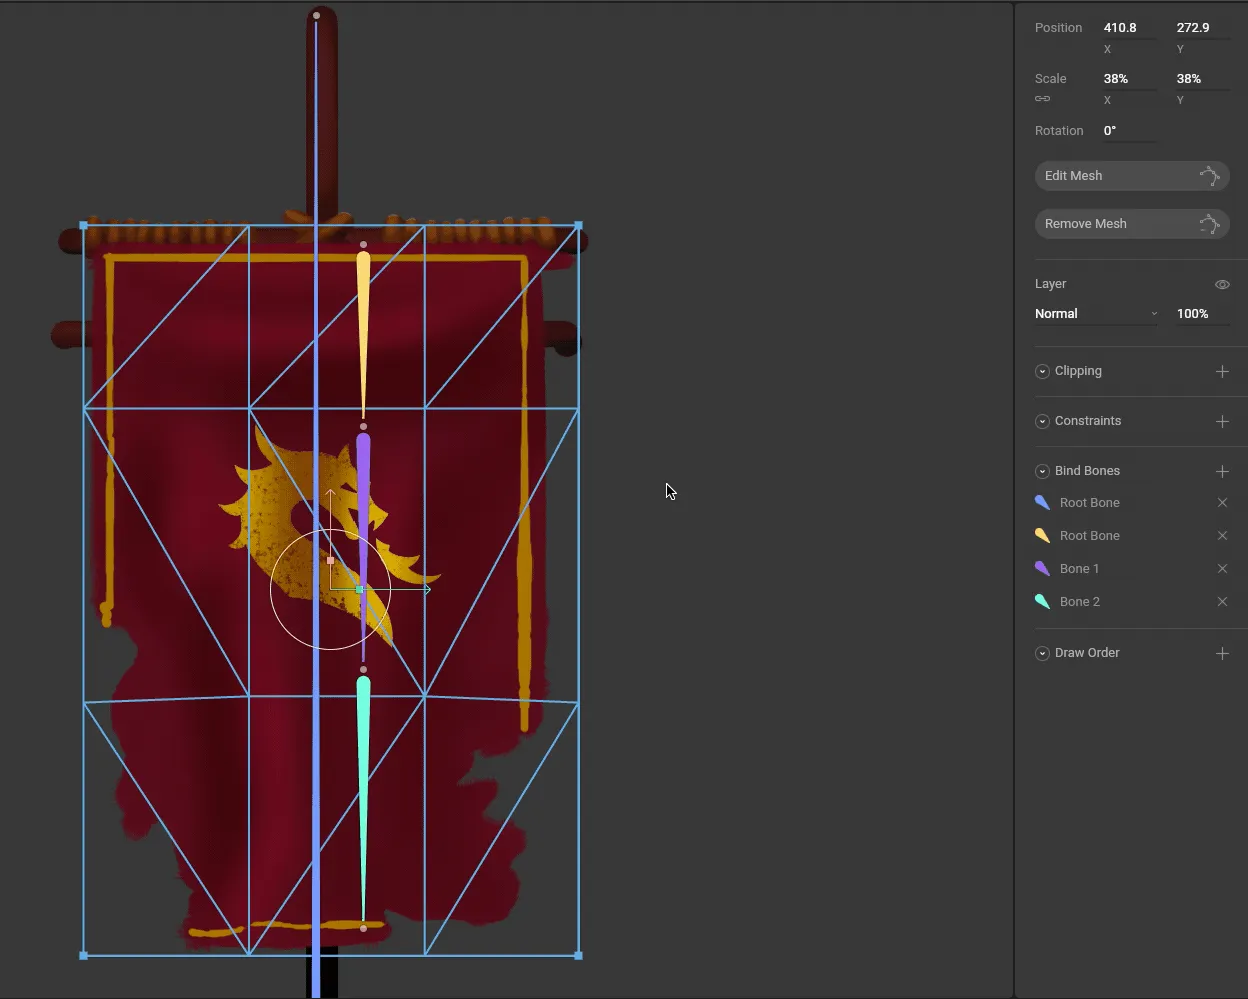 Position 410.8 272.9
X Y
Scale 38% 38%
X Y
Rotation 0°
Edit Mesh
Remove Mesh
Layer
Normal 100%
Clipping
Constraints
Bind Bones
Root Bone
Root Bone
Bone 1
Bone 2
Draw Order